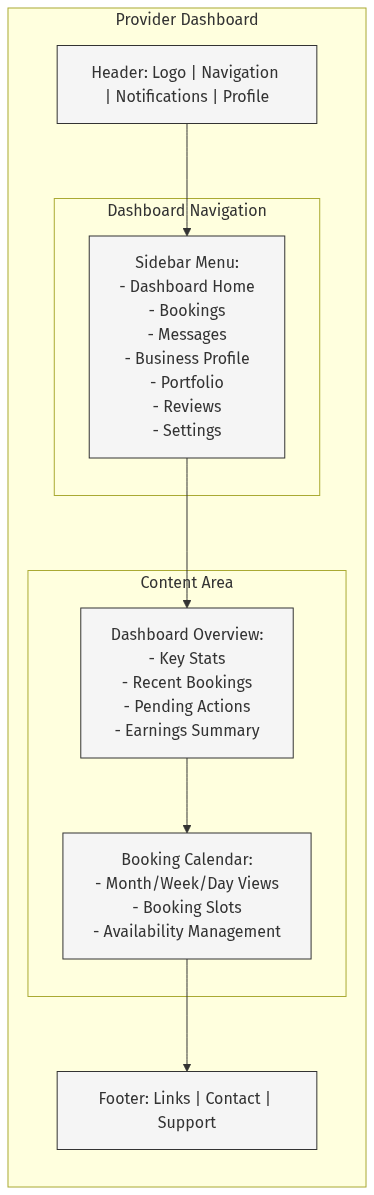 Provider Dashboard
Header: Logo | Navigation
| Notifications | Profile
Dashboard Navigation
Sidebar Menu:
- Dashboard Home
- Bookings
- Messages
- Business Profile
- Portfolio
- Reviews
- Settings
Content Area
Dashboard Overview:
- Key Stats
- Recent Bookings
- Pending Actions
- Earnings Summary
Booking Calendar:
- Month/Week/Day Views
- Booking Slots
- Availability Management
Footer: Links | Contact |
Support